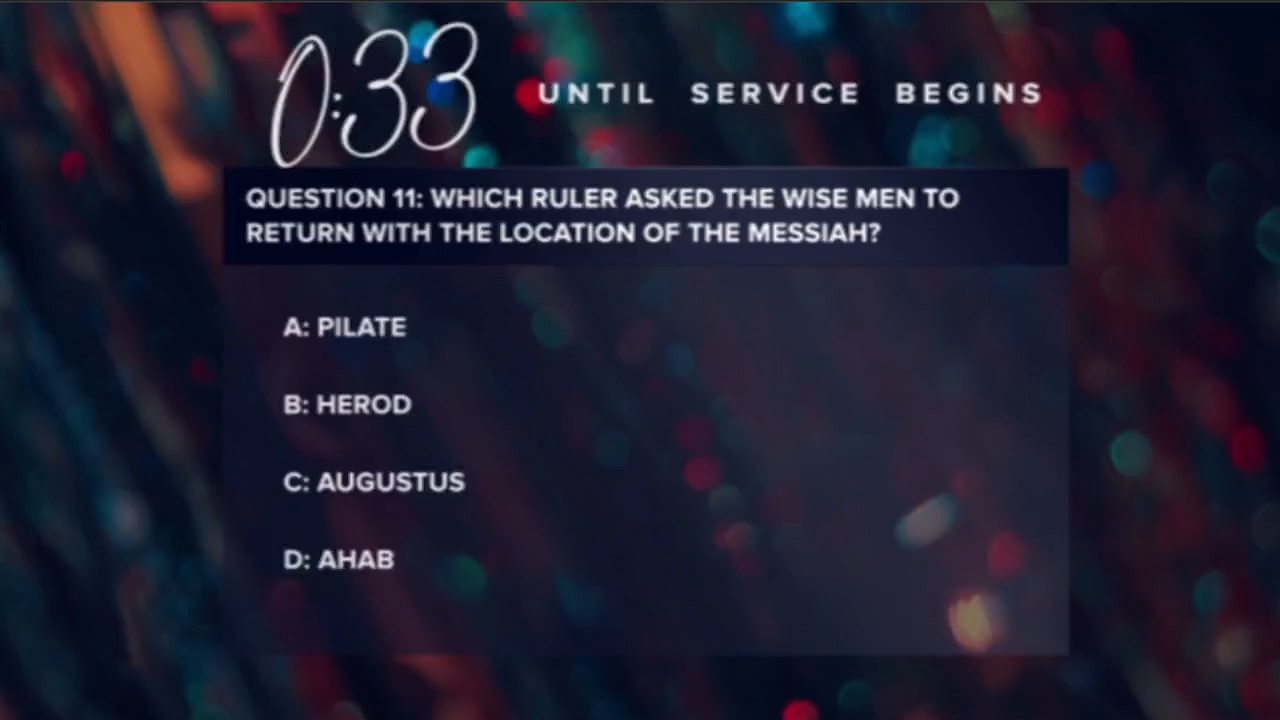 0:33 UNTIL SERVICE BEGINS
QUESTION 11: WHICH RULER ASKED THE WISE MEN TO
RETURN WITH THE LOCATION OF THE MESSIAH?
A: PILATE
B: HEROD
C: AUGUSTUS
D: AHAB